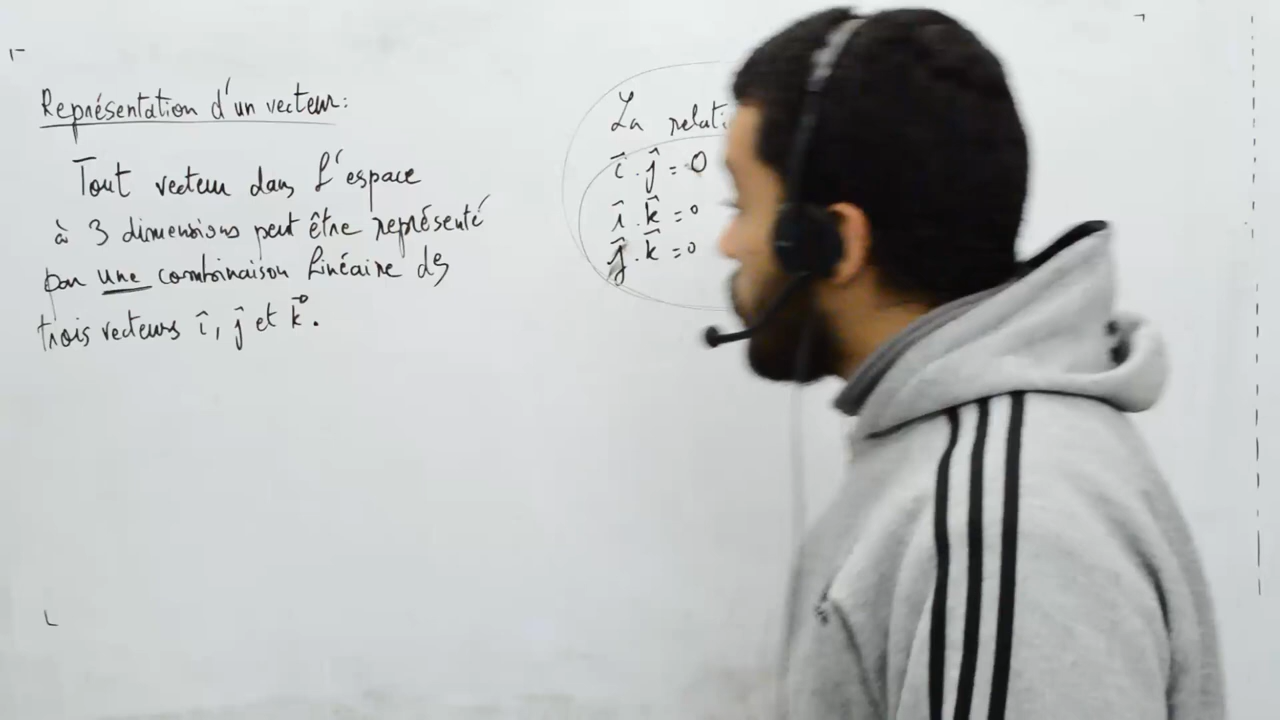 Représentation d'un vecteur:
Tout vecteur dans l'espace
à 3 dimensions peut être représenté
par une combinaison linéaire des
trois vecteurs i, j et k.
La relati
i . j = 0
i . k = 0
j . k = 0